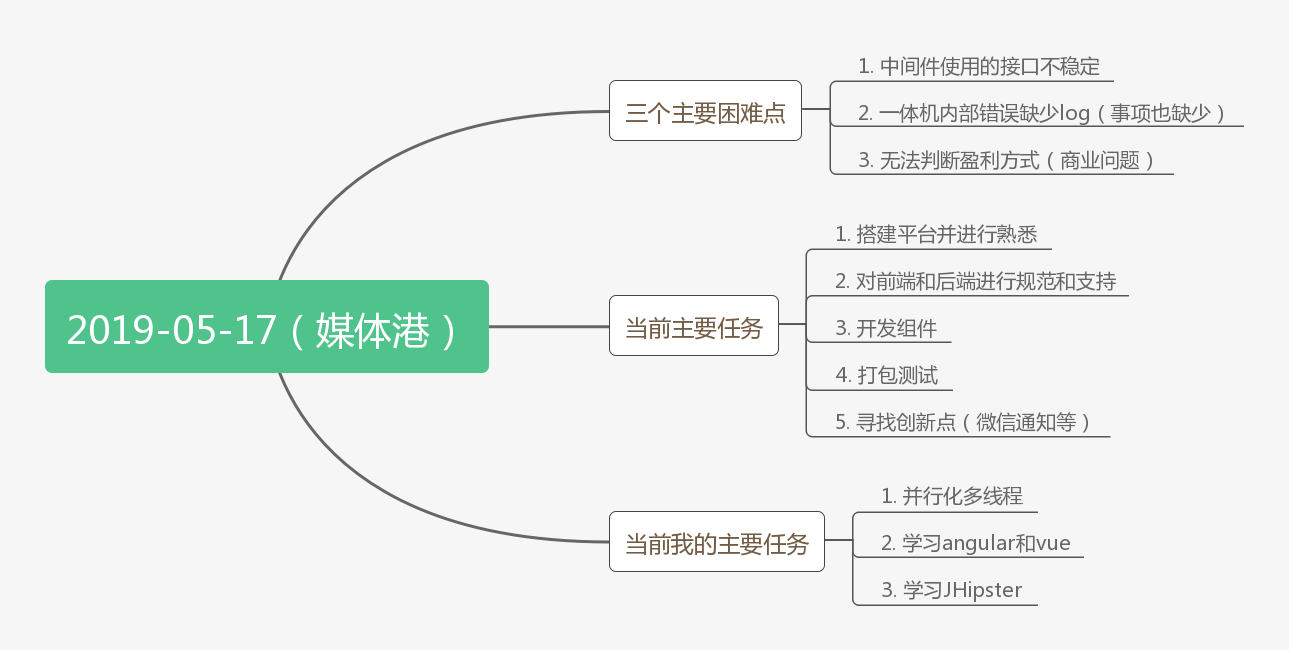 2019-05-17（媒体港）
三个主要困难点
1. 中间件使用的接口不稳定
2. 一体机内部错误缺少log（事项也缺少）
3. 无法判断盈利方式（商业问题）
当前主要任务
1. 搭建平台并进行熟悉
2. 对前端和后端进行规范和支持
3. 开发组件
4. 打包测试
5. 寻找创新点（微信通知等）
当前我的主要任务
1. 并行化多线程
2. 学习angular和vue
3. 学习JHipster